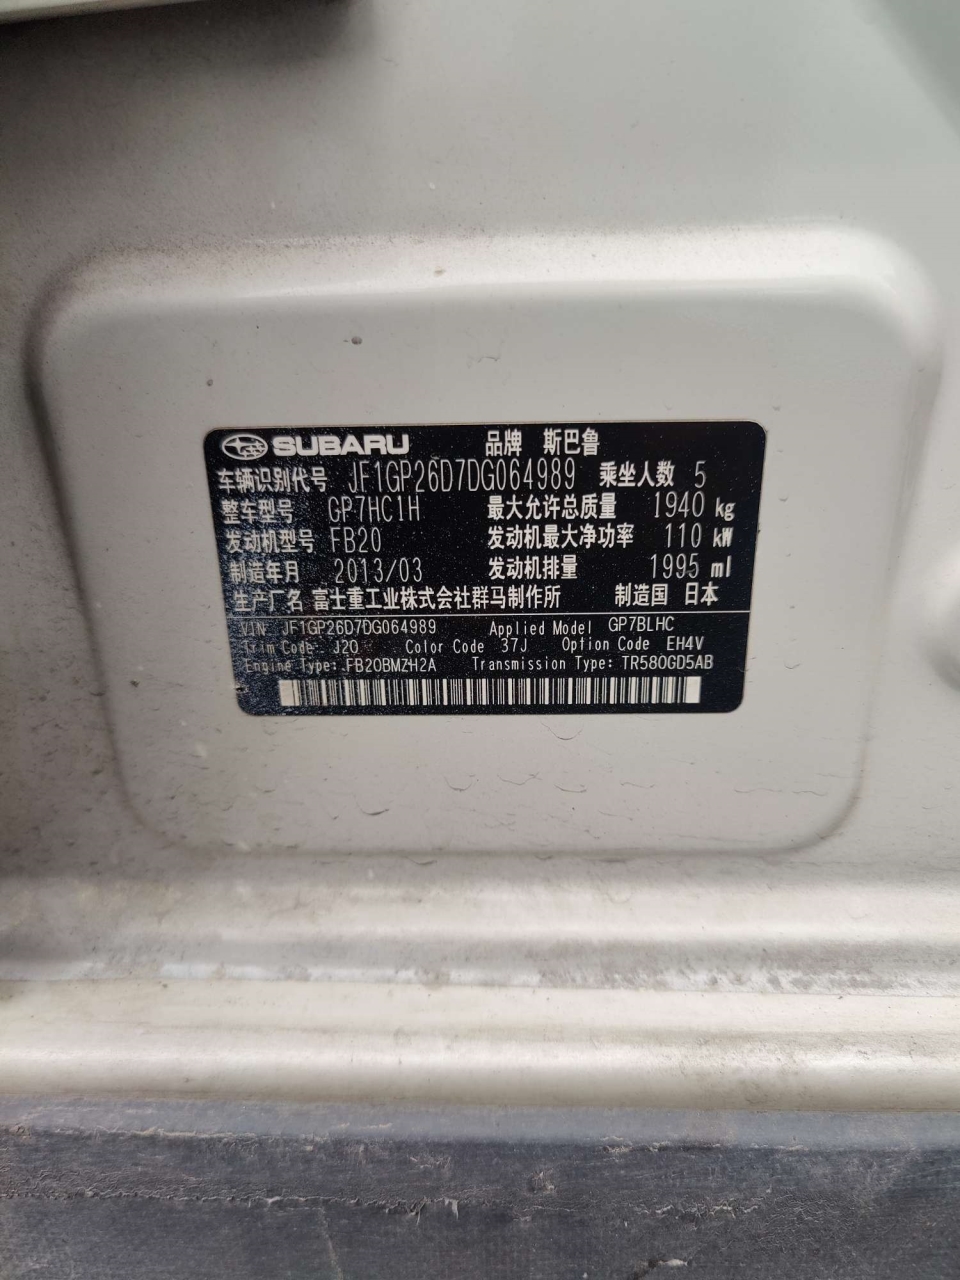 SUBARU 品牌 斯巴鲁
车辆识别代号 JF1GP26D7DG064989 乘坐人数 5
整车型号 GP7HC1H 最大允许总质量 1940 kg
发动机型号 FB20 发动机最大净功率 110 kW
制造年月 2013/03 发动机排量 1995 ml
生产厂名 富士重工业株式会社群马制作所 制造国 日本
VIN JF1GP26D7DG064989 Applied Model GP7BLHC
Trim Code: J20 Color Code 37J Option Code EH4V
Engine Type: FB20BMZH2A Transmission Type: TR580GD5AB